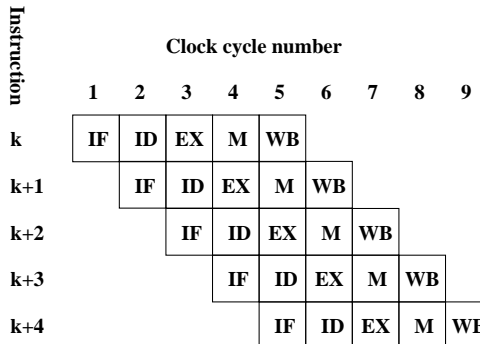 Instruction
Clock cycle number
1 2 3 4 5 6 7 8 9
k IF ID EX M WB
k+1 IF ID EX M WB
k+2 IF ID EX M WB
k+3 IF ID EX M WB
k+4 IF ID EX M WB